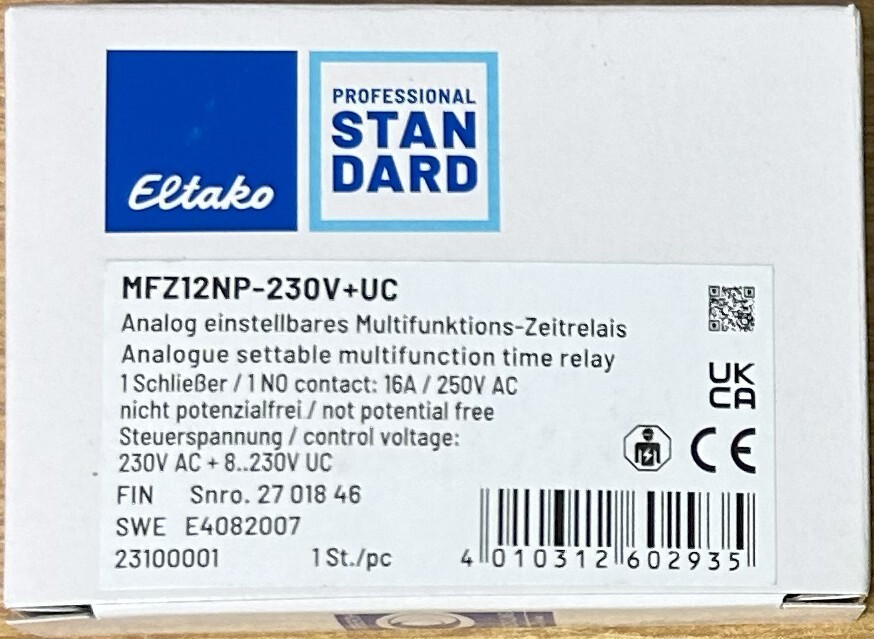 Eltako
PROFESSIONAL
STAN
DARD
MFZ12NP-230V+UC
Analog einstellbares Multifunktions-Zeitrelais
Analogue settable multifunction time relay
1 Schließer / 1 NO contact: 16A / 250V AC
nicht potenzialfrei / not potential free
Steuerspannung / control voltage:
230V AC + 8..230V UC
FIN Snro. 27 018 46
SWE E4082007
23100001 1 St./pc
UK
CA
CE
4 010312 602935